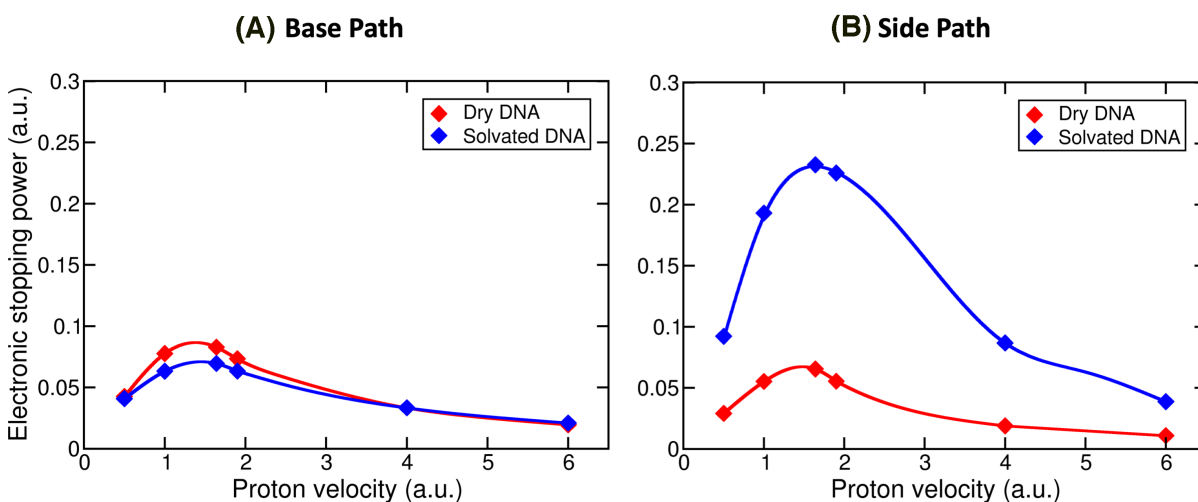 (A) Base Path
(B) Side Path
Electronic stopping power (a.u.)
0.3
0.25
0.2
0.15
0.1
0.05
0
Dry DNA
Solvated DNA
0 1 2 3 4 5 6
Proton velocity (a.u.)
0.3
0.25
0.2
0.15
0.1
0.05
0
Dry DNA
Solvated DNA
0 1 2 3 4 5 6
Proton velocity (a.u.)